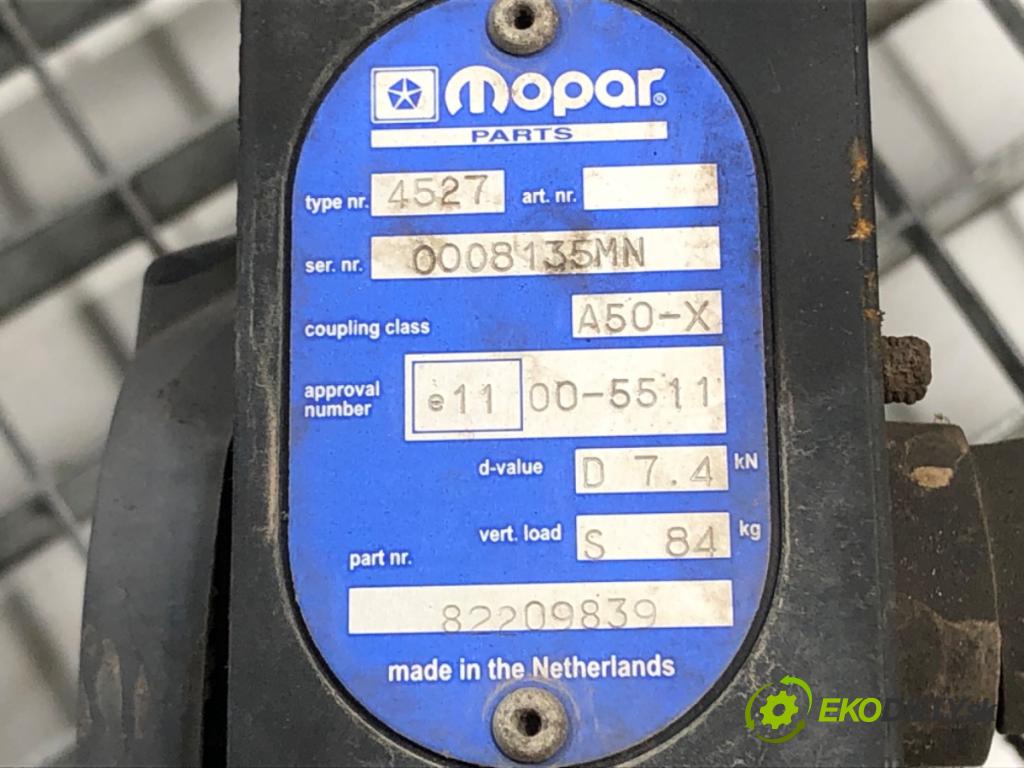 mopar®
PARTS
type nr. 4527 art. nr.
ser. nr. 0008135MN
coupling class A50-X
approval number e11 00-5511
d-value D 7.4 kN
vert. load S 84 kg
part nr.
82209839
made in the Netherlands
EKODIELY.sk